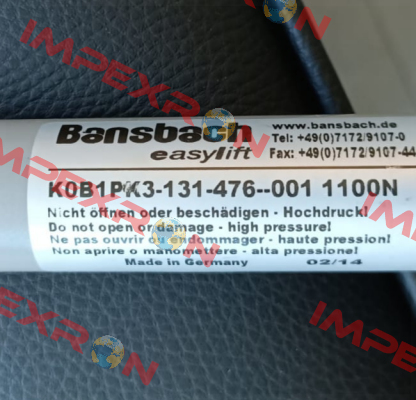 Bansbach
easylift
www.bansbach.de
Tel: +49(0)7172/9107-0
Fax: +49(0)7172/9107-44
K0B1PK3-131-476--001 1100N
Nicht öffnen oder beschädigen - Hochdruck!
Do not open or damage - high pressure!
Ne pas ouvrir ou endommager - haute pression!
Non aprire o manomettere - alta pressione!
Made in Germany 02/14
IMPEXRON
IMPEXRON
IMPEXRON
IMPEXRON